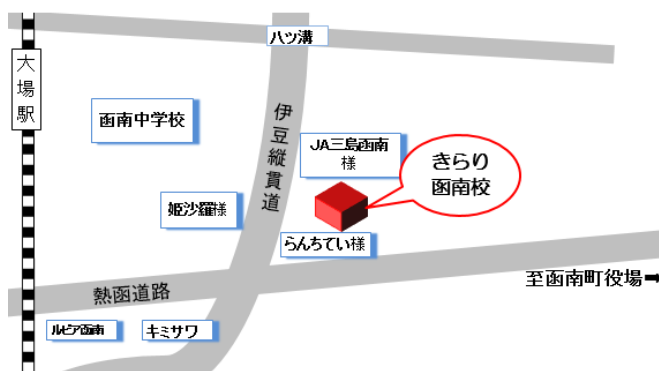 八ツ溝
大場駅
函南中学校
伊豆縦貫道
JA三島函南
様
きらり
函南校
姫沙羅様
らんちてい様
至函南町役場➡
熱函道路
ルピア函南
キミサワ